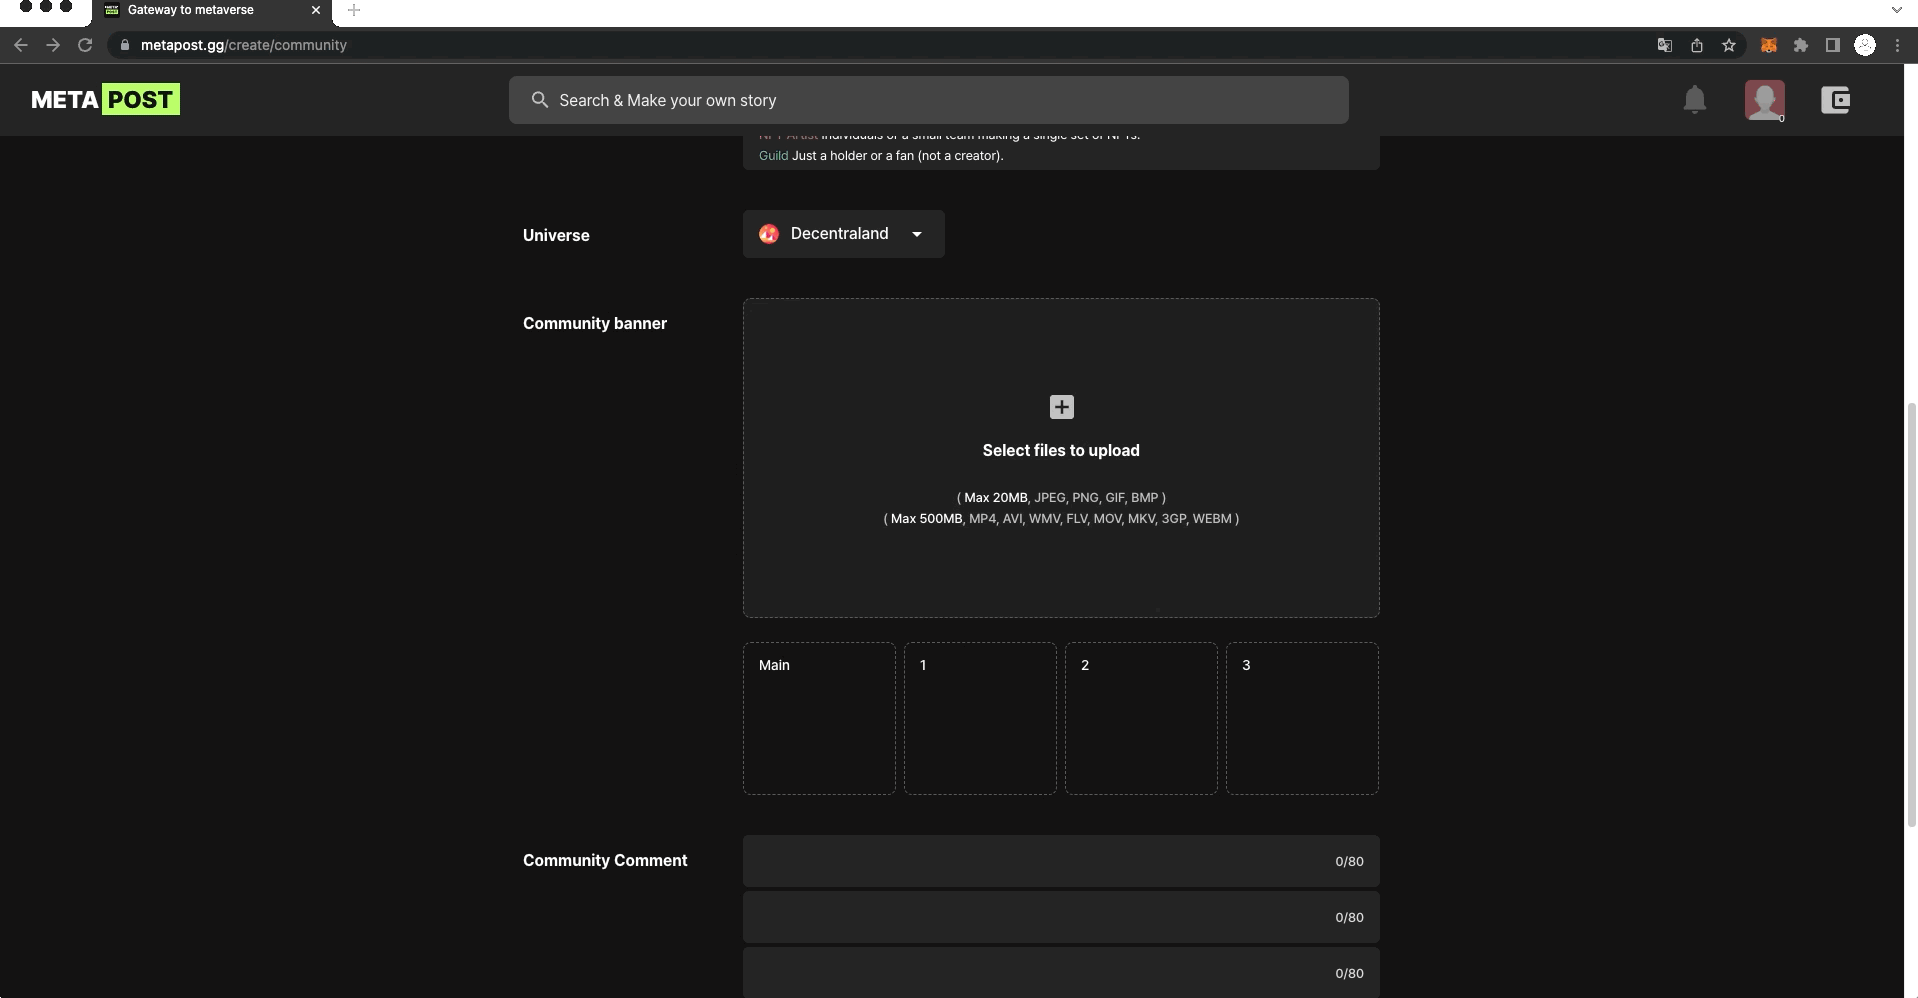 Gateway to metaverse
metapost.gg/create/community
META POST
Search & Make your own story
0
NFT Artist Individuals or a small team making a single set of NFTs.
Guild Just a holder or a fan (not a creator).
Universe
Decentraland
Community banner
Select files to upload
( Max 20MB, JPEG, PNG, GIF, BMP )
( Max 500MB, MP4, AVI, WMV, FLV, MOV, MKV, 3GP, WEBM )
Main
1
2
3
Community Comment
0/80
0/80
0/80